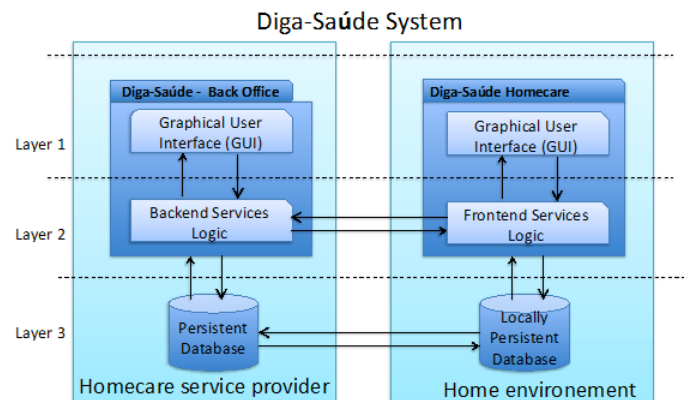 Diga-Saúde System
Diga-Saúde - Back Office
Diga-Saúde Homecare
Layer 1
Graphical User
Interface (GUI)
Graphical User
Interface (GUI)
Layer 2
Backend Services
Logic
Frontend Services
Logic
Layer 3
Persistent
Database
Locally
Persistent
Database
Homecare service provider
Home environement